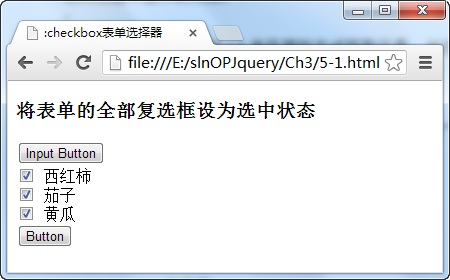 :checkbox表单选择器
file:///E:/slnOPJquery/Ch3/5-1.html
将表单的全部复选框设为选中状态
Input Button
西红柿
茄子
黄瓜
Button